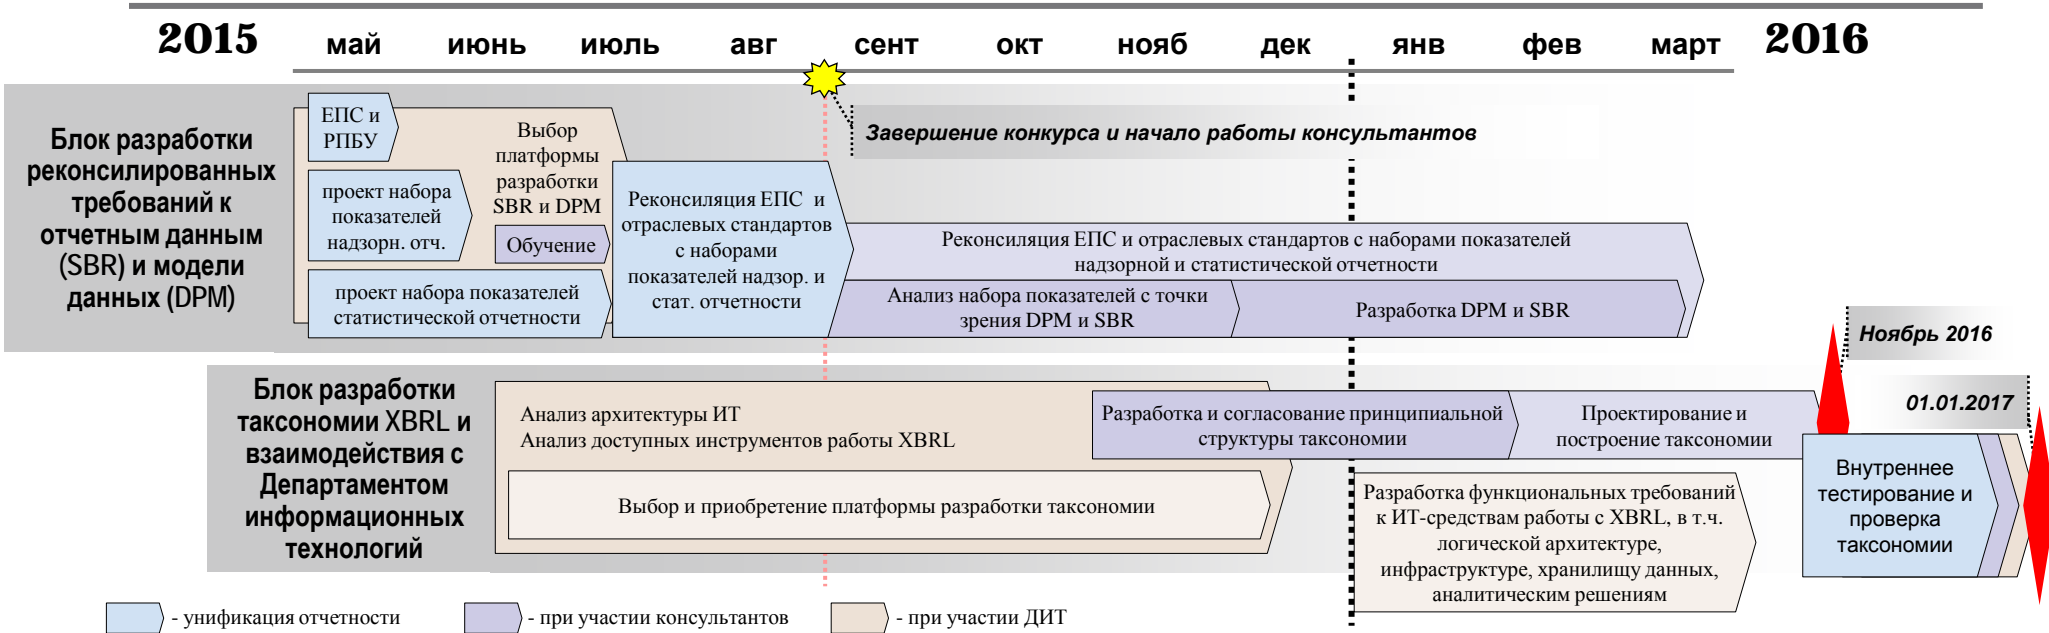 2015 май июнь июль авг сент окт нояб дек янв фев март 2016
Блок разработки
реконсилированных
требований к
отчетным данным
(SBR) и модели
данных (DPM)
ЕПС и
РПБУ
проект набора
показателей
надзорн. отч.
Выбор
платформы
разработки
SBR и DPM
Обучение
проект набора показателей
статистической отчетности
Реконсиляция ЕПС и
отраслевых стандартов
с наборами
показателей надзор. и
стат. отчетности
Завершение конкурса и начало работы консультантов
Реконсиляция ЕПС и отраслевых стандартов с наборами показателей
надзорной и статистической отчетности
Анализ набора показателей с точки
зрения DPM и SBR
Разработка DPM и SBR
Ноябрь 2016
01.01.2017
Блок разработки
таксономии XBRL и
взаимодействия с
Департаментом
информационных
технологий
Анализ архитектуры ИТ
Анализ доступных инструментов работы XBRL
Выбор и приобретение платформы разработки таксономии
Разработка и согласование принципиальной
структуры таксономии
Проектирование и
построение таксономии
Разработка функциональных требований
к ИТ-средствам работы с XBRL, в т.ч.
логической архитектуре,
инфраструктуре, хранилищу данных,
аналитическим решениям
Внутреннее
тестирование и
проверка
таксономии
- унификация отчетности
- при участии консультантов
- при участии ДИТ